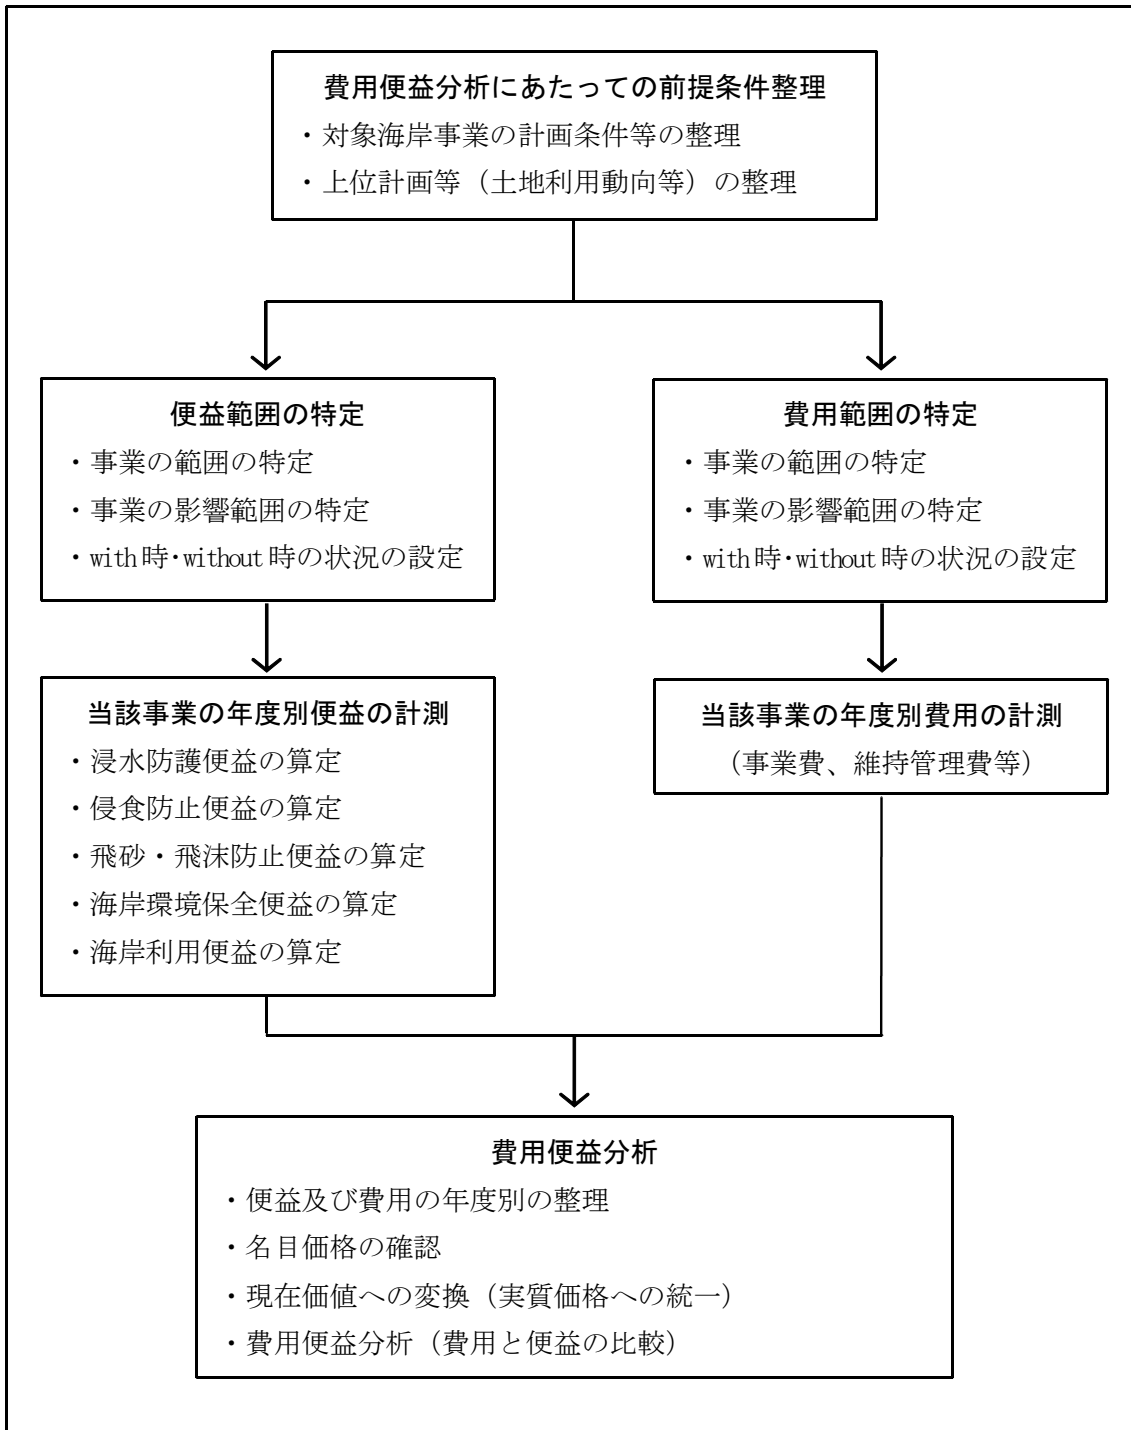 費用便益分析にあたっての前提条件整理
・対象海岸事業の計画条件等の整理
・上位計画等（土地利用動向等）の整理
便益範囲の特定
・事業の範囲の特定
・事業の影響範囲の特定
・with時・without時の状況の設定
費用範囲の特定
・事業の範囲の特定
・事業の影響範囲の特定
・with時・without時の状況の設定
当該事業の年度別便益の計測
・浸水防護便益の算定
・侵食防止便益の算定
・飛砂・飛沫防止便益の算定
・海岸環境保全便益の算定
・海岸利用便益の算定
当該事業の年度別費用の計測
（事業費、維持管理費等）
費用便益分析
・便益及び費用の年度別の整理
・名目価格の確認
・現在価値への変換（実質価格への統一）
・費用便益分析（費用と便益の比較）